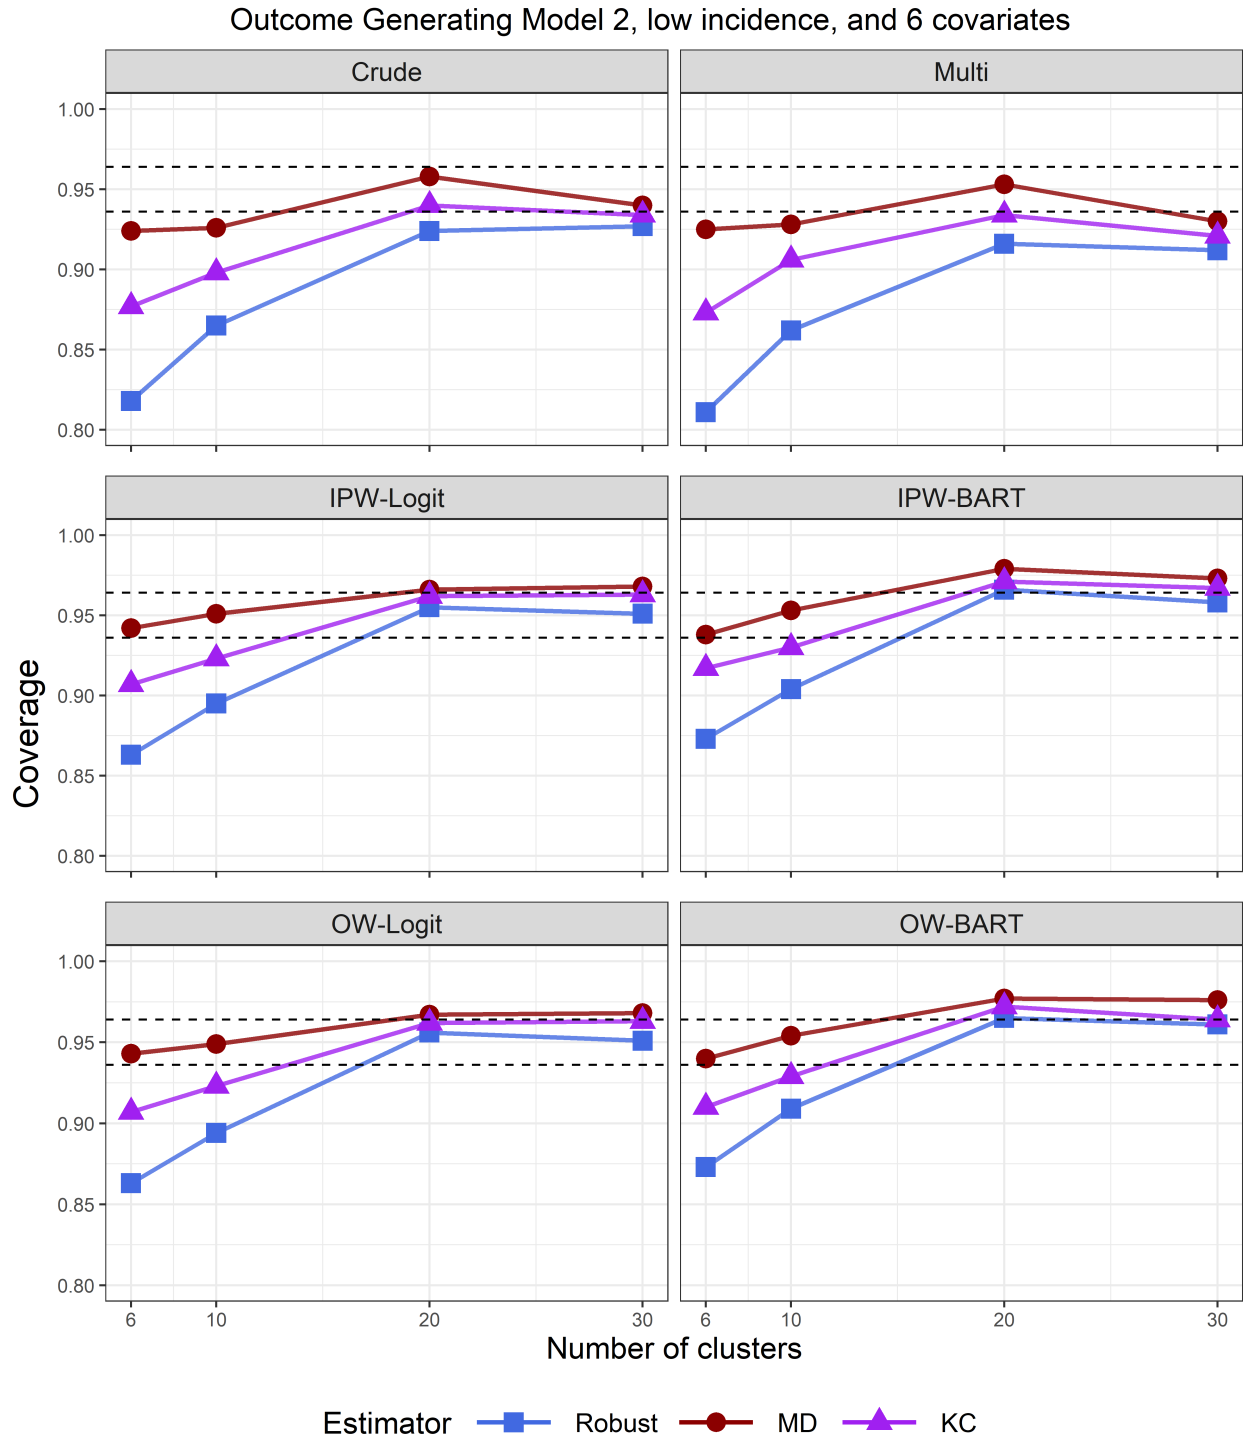 Outcome Generating Model 2, low incidence, and 6 covariates
Crude
Multi
1.00
0.95
0.90
0.85
0.80
IPW-Logit
IPW-BART
1.00
0.95
0.90
0.85
0.80
Coverage
OW-Logit
OW-BART
1.00
0.95
0.90
0.85
0.80
6 10 20 30 6 10 20 30
Number of clusters
Estimator Robust MD KC